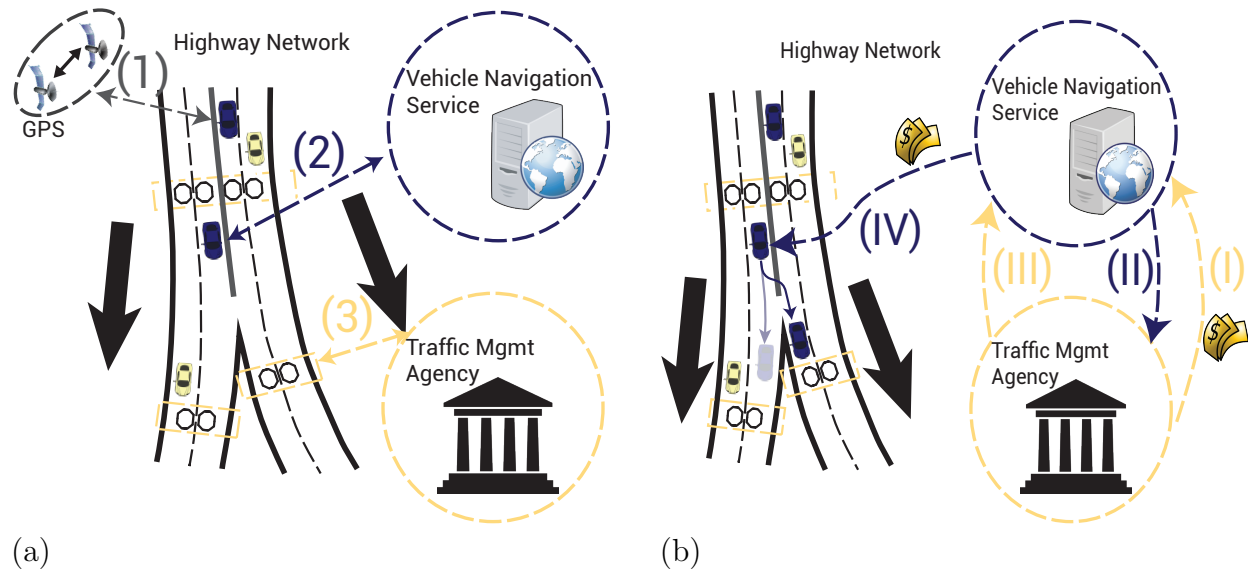 Highway Network
(1)
GPS
Vehicle Navigation
Service
(2)
(3)
Traffic Mgmt
Agency
(a)
Highway Network
$
Vehicle Navigation
Service
(IV)
(III)
(II)
(I)
$
Traffic Mgmt
Agency
(b)